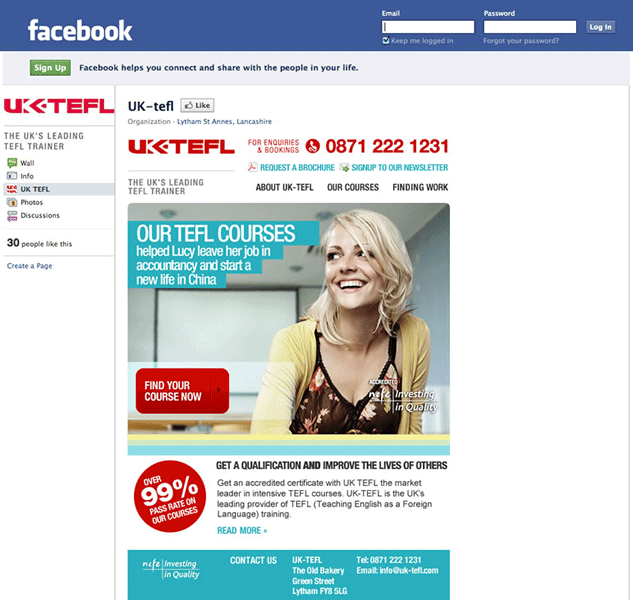 facebook
Email
Password
Keep me logged in
Forgot your password?
Log in
Sign Up
Facebook helps you connect and share with the people in your life.
UK TEFL
THE UK'S LEADING
TEFL TRAINER
Wall
Info
UK TEFL
Photos
Discussions
30 people like this
Create a Page
UK-tefl
Like
Organization · Lytham St Annes, Lancashire
UK TEFL
FOR ENQUIRIES
& BOOKINGS
0871 222 1231
REQUEST A BROCHURE
SIGNUP TO OUR NEWSLETTER
THE UK'S LEADING
TEFL TRAINER
ABOUT UK-TEFL
OUR COURSES
FINDING WORK
OUR TEFL COURSES
helped Lucy leave her job in
accountancy and start a
new life in China
FIND YOUR
COURSE NOW
ACCREDITED
ncfe Investing
in Quality
OVER
99%
PASS RATE ON
OUR COURSES
GET A QUALIFICATION AND IMPROVE THE LIVES OF OTHERS
Get an accredited certificate with UK TEFL the market
leader in intensive TEFL courses. UK-TEFL is the UK's
leading provider of TEFL (Teaching English as a Foreign
Language) training.
READ MORE »
ncfe Investing
in Quality
CONTACT US
UK-TEFL
The Old Bakery
Green Street
Lytham FY8 5LG
Tel: 0871 222 1231
Email: info@uk-tefl.com